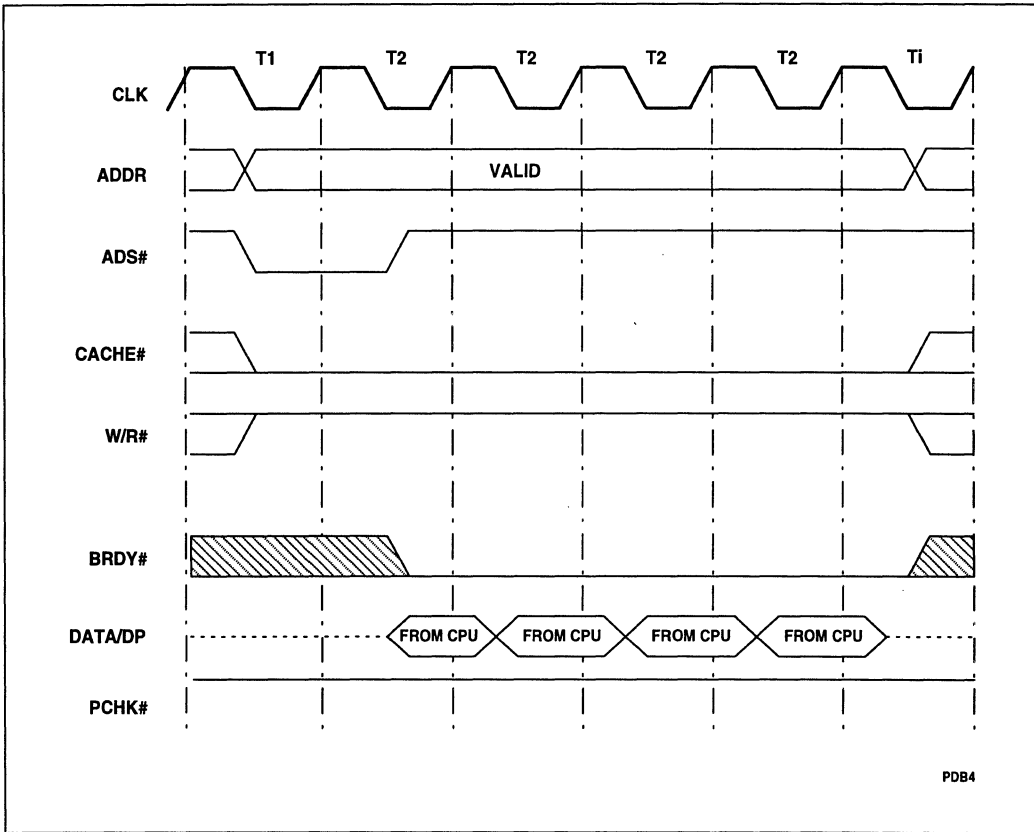 T1 T2 T2 T2 T2 Ti
CLK
ADDR VALID
ADS#
CACHE#
W/R#
BRDY#
DATA/DP FROM CPU FROM CPU FROM CPU FROM CPU
PCHK#
PDB4